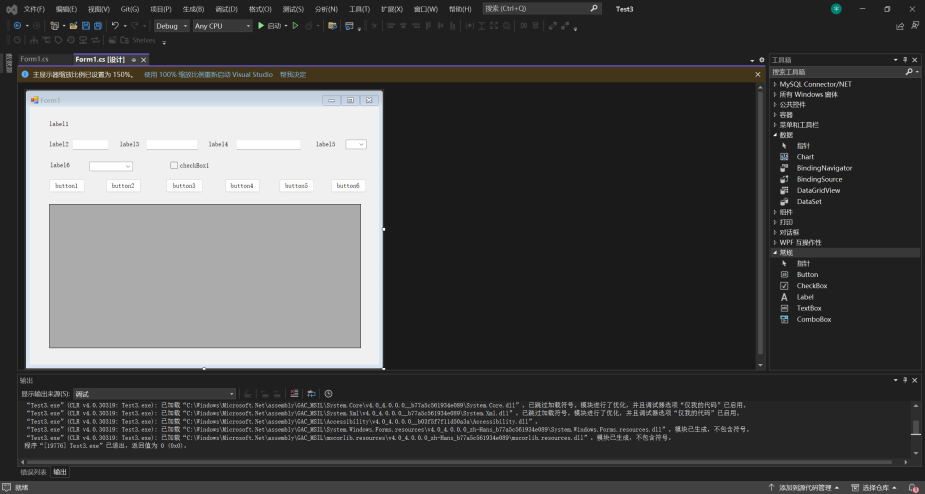 文件(F) 编辑(E) 视图(V) Git(G) 项目(P) 生成(B) 调试(D) 格式(O) 测试(S) 分析(N) 工具(T) 扩展(X) 窗口(W) 帮助(H) 搜索 (Ctrl+Q) Test3
Debug Any CPU 启动
Shelves
数据源
Form1.cs Form1.cs [设计]
主显示器缩放比例已设置为 150%。 使用 100% 缩放比例重新启动 Visual Studio 帮我决定
Form1
label1
label2 label3 label4 label5
label6 checkBox1
button1 button2 button3 button4 button5 button6
工具箱
搜索工具箱
MySQL Connector/NET
所有 Windows 窗体
公共控件
容器
菜单和工具栏
数据
指针
Chart
BindingNavigator
BindingSource
DataGridView
DataSet
组件
打印
对话框
WPF 互操作性
常规
指针
Button
CheckBox
Label
TextBox
ComboBox
输出
显示输出来源(S): 调试
“Test3.exe”(CLR v4.0.30319: Test3.exe): 已加载“C:\Windows\Microsoft.Net\assembly\GAC_MSIL\System.Core\v4.0_4.0.0.0__b77a5c561934e089\System.Core.dll”。已跳过加载符号。模块进行了优化，并且调试器选项“仅我的代码”已启用。
“Test3.exe”(CLR v4.0.30319: Test3.exe): 已加载“C:\Windows\Microsoft.Net\assembly\GAC_MSIL\System.Xml\v4.0_4.0.0.0__b77a5c561934e089\System.Xml.dll”。已跳过加载符号。模块进行了优化，并且调试器选项“仅我的代码”已启用。
“Test3.exe”(CLR v4.0.30319: Test3.exe): 已加载“C:\Windows\Microsoft.Net\assembly\GAC_MSIL\Accessibility\v4.0_4.0.0.0__b03f5f7f11d50a3a\Accessibility.dll”。
“Test3.exe”(CLR v4.0.30319: Test3.exe): 已加载“C:\Windows\Microsoft.Net\assembly\GAC_MSIL\System.Windows.Forms.resources\v4.0_4.0.0.0_zh-Hans_b77a5c561934e089\System.Windows.Forms.resources.dll”。模块已生成，不包含符号。
“Test3.exe”(CLR v4.0.30319: Test3.exe): 已加载“C:\Windows\Microsoft.Net\assembly\GAC_MSIL\mscorlib.resources\v4.0_4.0.0.0_zh-Hans_b77a5c561934e089\mscorlib.resources.dll”。模块已生成，不包含符号。
程序“[19776] Test3.exe”已退出，返回值为 0 (0x0)。
错误列表 输出
就绪 添加到源代码管理 选择仓库